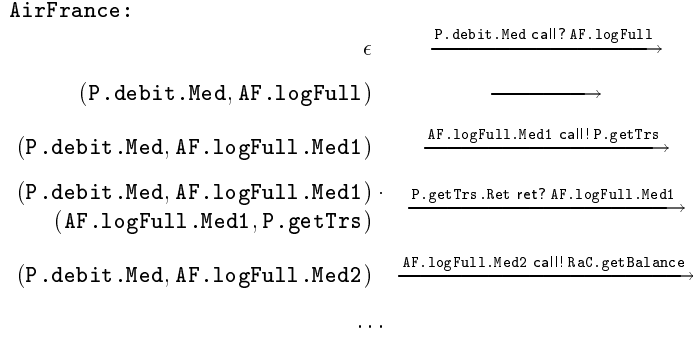 AirFrance:
ϵ P.debit.Med call? AF.logFull
(P.debit.Med, AF.logFull)
(P.debit.Med, AF.logFull.Med1) AF.logFull.Med1 call! P.getTrs
(P.debit.Med, AF.logFull.Med1) · P.getTrs.Ret ret? AF.logFull.Med1
(AF.logFull.Med1, P.getTrs)
(P.debit.Med, AF.logFull.Med2) AF.logFull.Med2 call! RaC.getBalance
...